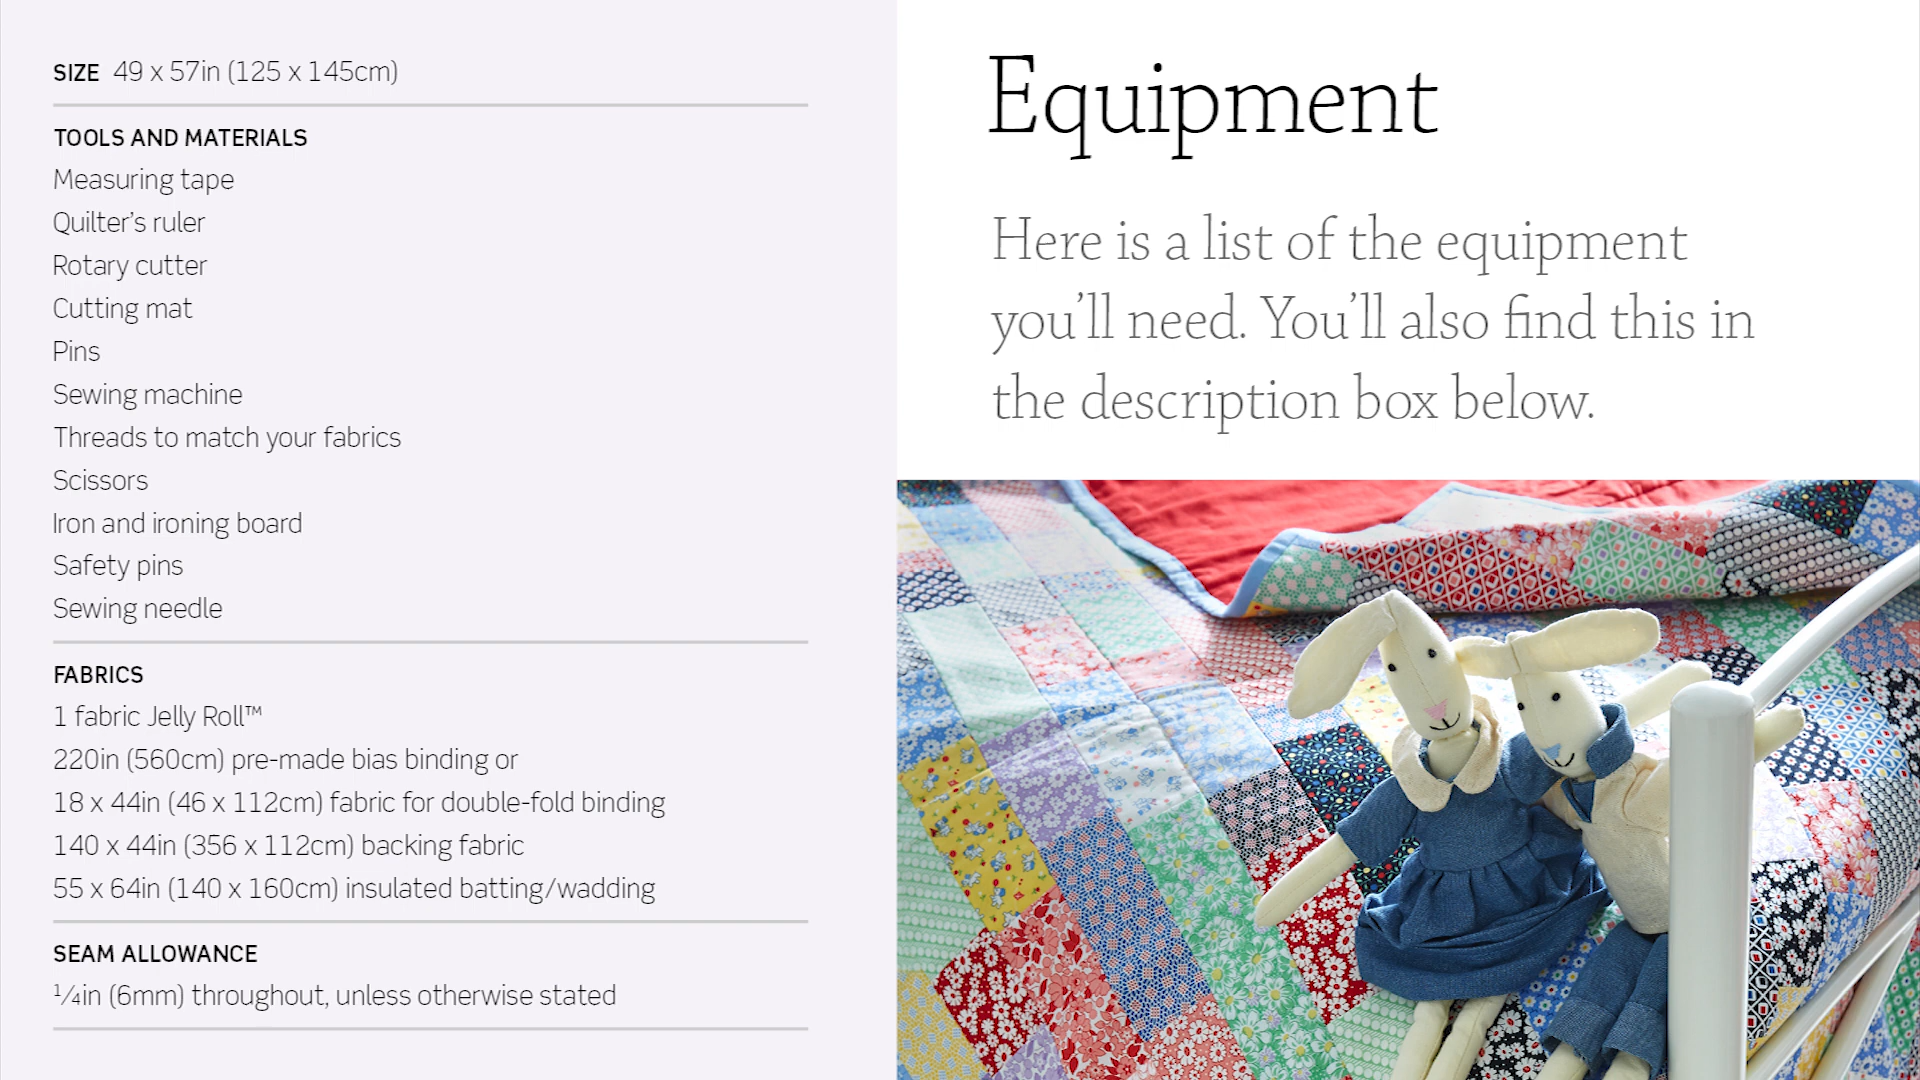 SIZE 49 x 57in (125 x 145cm)
TOOLS AND MATERIALS
Measuring tape
Quilter’s ruler
Rotary cutter
Cutting mat
Pins
Sewing machine
Threads to match your fabrics
Scissors
Iron and ironing board
Safety pins
Sewing needle
FABRICS
1 fabric Jelly Roll™
220in (560cm) pre-made bias binding or
18 x 44in (46 x 112cm) fabric for double-fold binding
140 x 44in (356 x 112cm) backing fabric
55 x 64in (140 x 160cm) insulated batting/wadding
SEAM ALLOWANCE
¼in (6mm) throughout, unless otherwise stated
Equipment
Here is a list of the equipment
you’ll need. You’ll also find this in
the description box below.